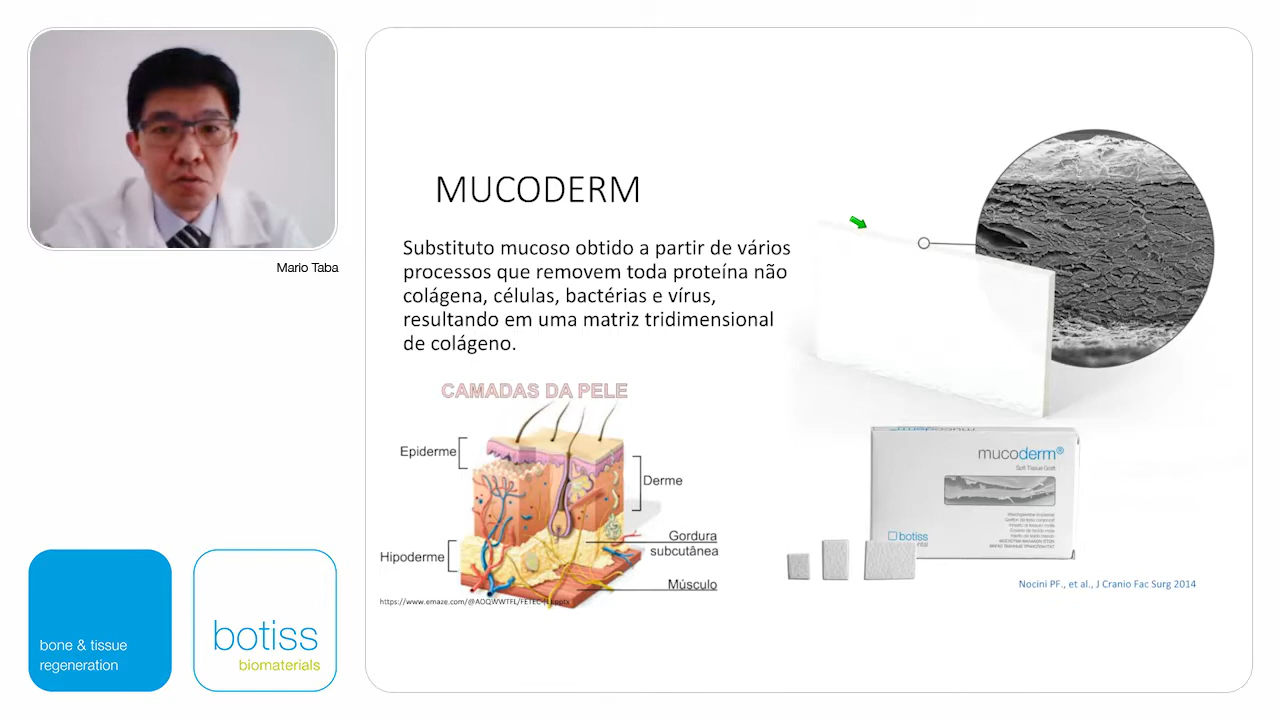 Mario Taba
MUCODERM
Substituto mucoso obtido a partir de vários
processos que removem toda proteína não
colágena, células, bactérias e vírus,
resultando em uma matriz tridimensional
de colágeno.
CAMADAS DA PELE
Epiderme
Derme
Gordura
subcutânea
Hipoderme
Músculo
mucoderm®
Soft Tissue Graft
botiss
Nocini PF., et al., J Cranio Fac Surg 2014
bone & tissue
regeneration
botiss
biomaterials